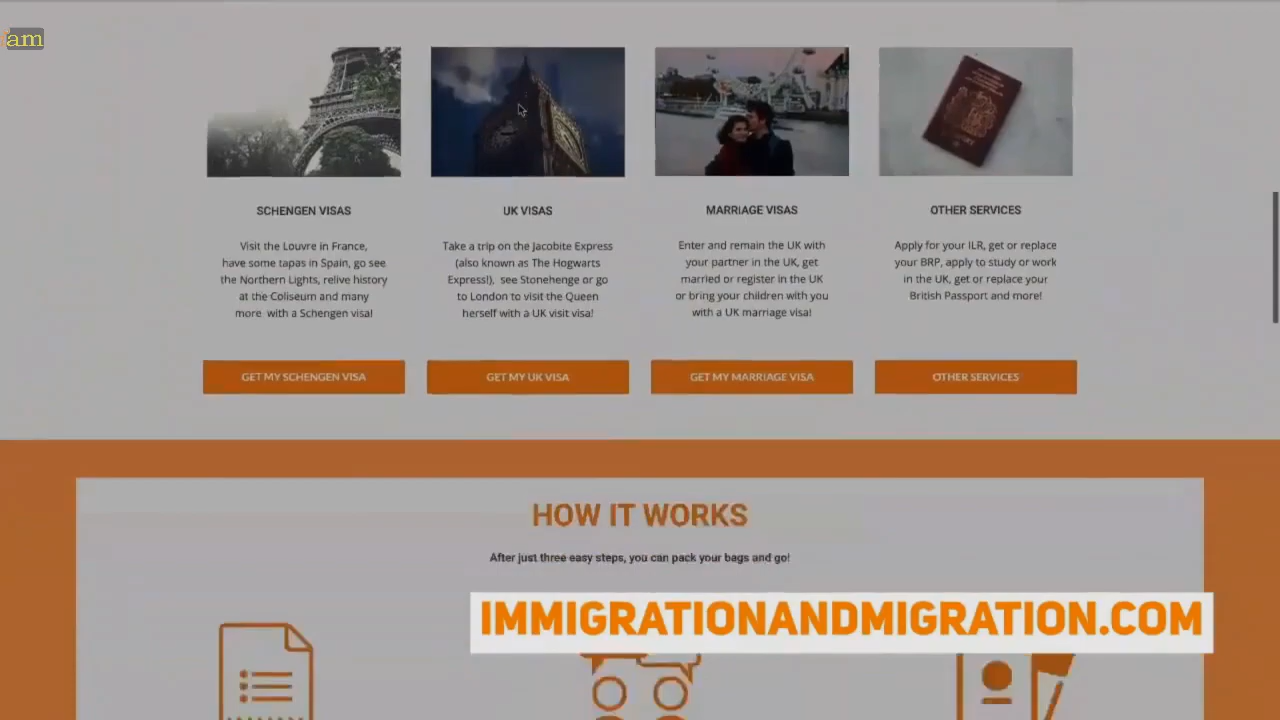 am
SCHENGEN VISAS
Visit the Louvre in France,
have some tapas in Spain, go see
the Northern Lights, relive history
at the Coliseum and many
more with a Schengen visa!
GET MY SCHENGEN VISA
UK VISAS
Take a trip on the Jacobite Express
(also known as The Hogwarts
Express!), see Stonehenge or go
to London to visit the Queen
herself with a UK visit visa!
GET MY UK VISA
MARRIAGE VISAS
Enter and remain the UK with
your partner in the UK, get
married or register in the UK
or bring your children with you
with a UK marriage visa!
GET MY MARRIAGE VISA
OTHER SERVICES
Apply for your ILR, get or replace
your BRP, apply to study or work
in the UK, get or replace your
British Passport and more!
OTHER SERVICES
HOW IT WORKS
After just three easy steps, you can pack your bags and go!
IMMIGRATIONANDMIGRATION.COM